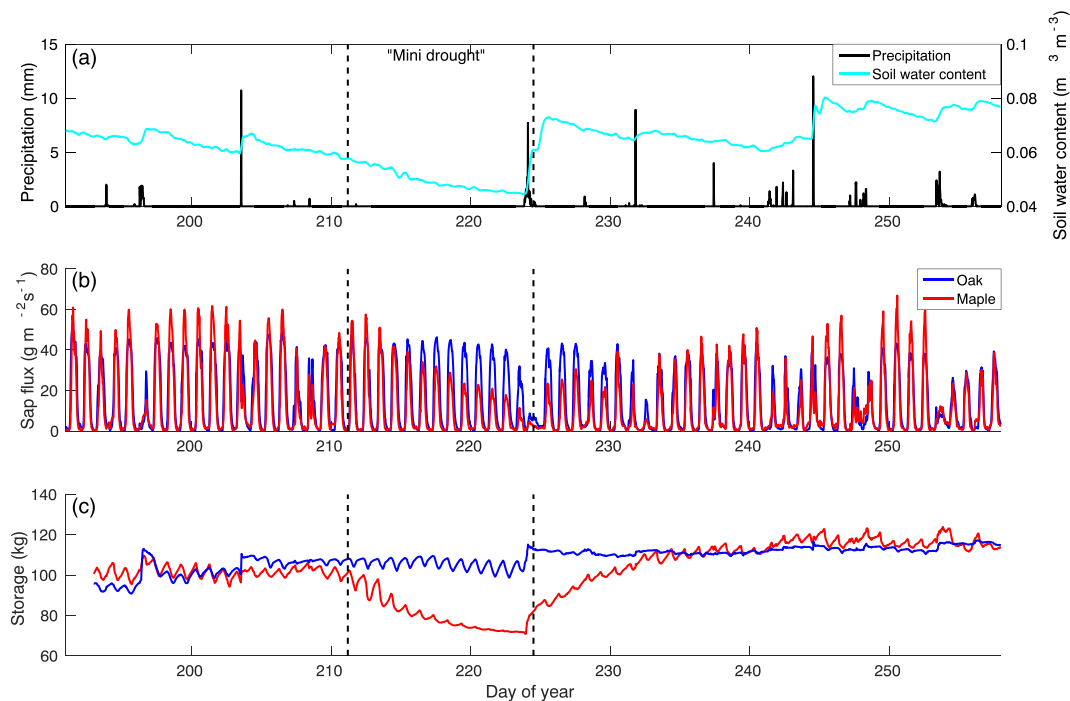 (a)
"Mini drought"
Precipitation
Soil water content
15
10
5
0
0.1
0.08
0.06
0.04
Precipitation (mm)
Soil water content (m 3 m -3 )
200
210
220
230
240
250
(b)
Oak
Maple
80
60
40
20
0
Sap flux (g m -2 s -1 )
200
210
220
230
240
250
(c)
140
120
100
80
60
Storage (kg)
200
210
220
230
240
250
Day of year